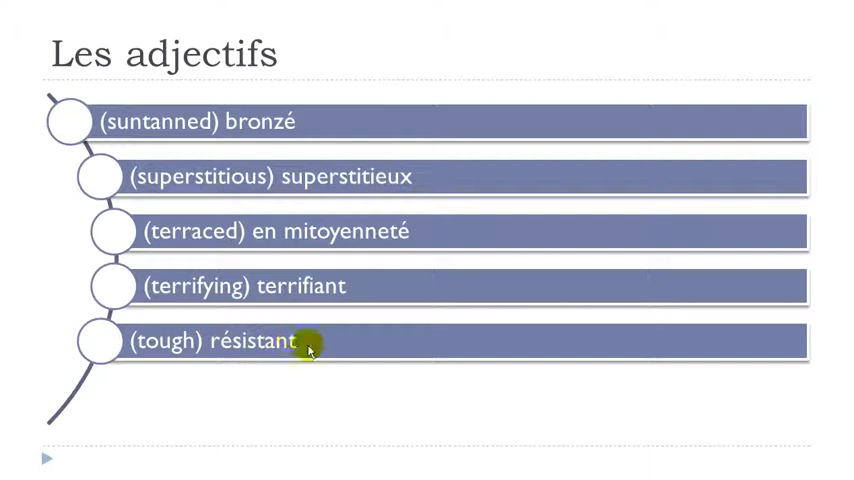 Les adjectifs
(suntanned) bronzé
(superstitious) superstitieux
(terraced) en mitoyenneté
(terrifying) terrifiant
(tough) résistant